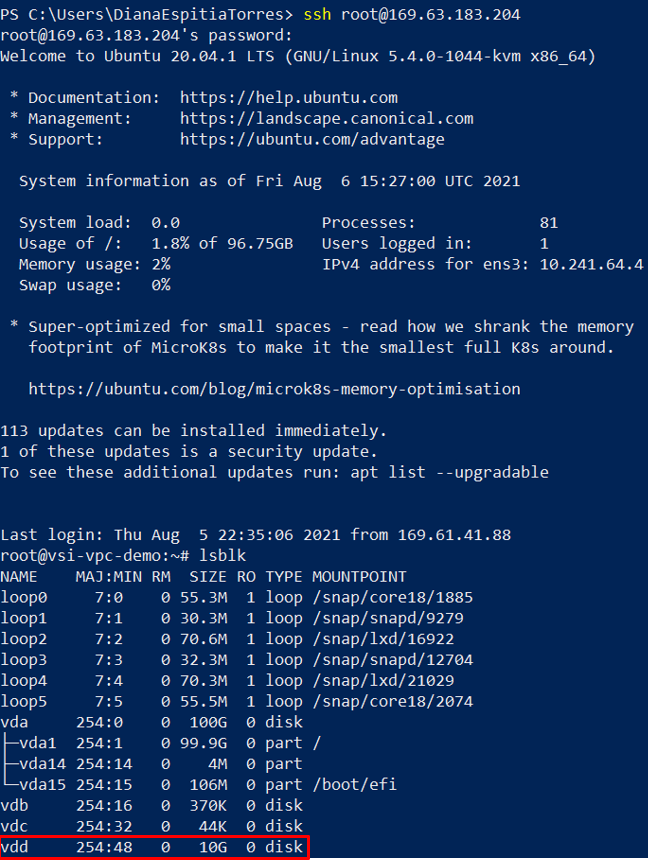 PS C:\Users\DianaEspitiaTorres> ssh root@169.63.183.204
root@169.63.183.204's password:
Welcome to Ubuntu 20.04.1 LTS (GNU/Linux 5.4.0-1044-kvm x86_64)

 * Documentation:  https://help.ubuntu.com
 * Management:     https://landscape.canonical.com
 * Support:        https://ubuntu.com/advantage

  System information as of Fri Aug  6 15:27:00 UTC 2021

  System load:  0.0               Processes:             81
  Usage of /:   1.8% of 96.75GB   Users logged in:       1
  Memory usage: 2%                IPv4 address for ens3: 10.241.64.4
  Swap usage:   0%

 * Super-optimized for small spaces - read how we shrank the memory
   footprint of MicroK8s to make it the smallest full K8s around.

   https://ubuntu.com/blog/microk8s-memory-optimisation

113 updates can be installed immediately.
1 of these updates is a security update.
To see these additional updates run: apt list --upgradable


Last login: Thu Aug  5 22:35:06 2021 from 169.61.41.88
root@vsi-vpc-demo:~# lsblk
NAME    MAJ:MIN RM  SIZE RO TYPE MOUNTPOINT
loop0     7:0    0 55.3M  1 loop /snap/core18/1885
loop1     7:1    0 30.3M  1 loop /snap/snapd/9279
loop2     7:2    0 70.6M  1 loop /snap/lxd/16922
loop3     7:3    0 32.3M  1 loop /snap/snapd/12704
loop4     7:4    0 70.3M  1 loop /snap/lxd/21029
loop5     7:5    0 55.5M  1 loop /snap/core18/2074
vda     254:0    0  100G  0 disk
├─vda1  254:1    0 99.9G  0 part /
├─vda14 254:14   0    4M  0 part
└─vda15 254:15   0  106M  0 part /boot/efi
vdb     254:16   0  370K  0 disk
vdc     254:32   0   44K  0 disk
vdd     254:48   0   10G  0 disk